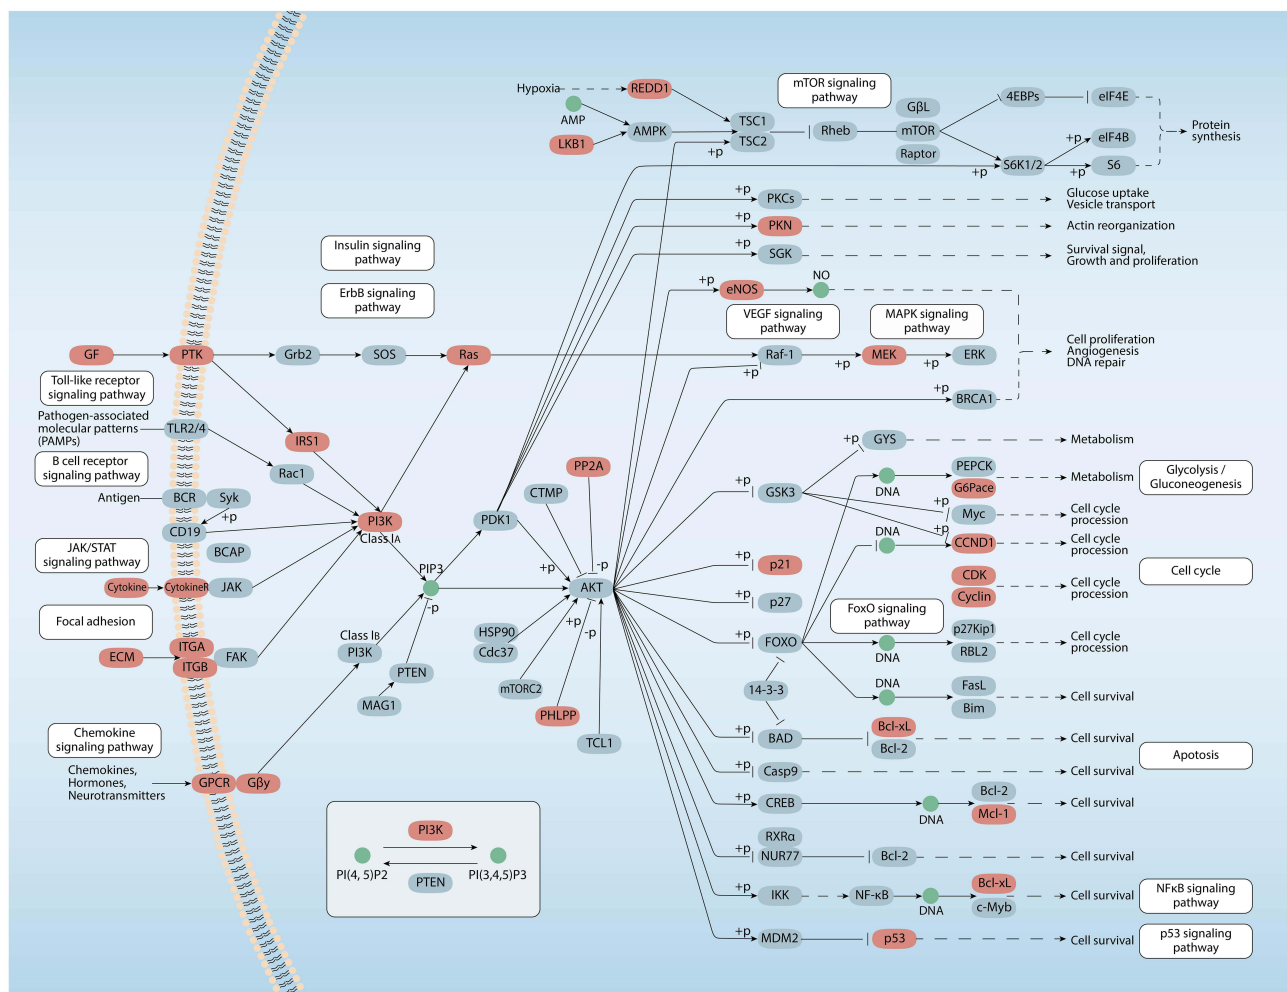 Hypoxia
REDD1
AMP
LKB1
AMPK
TSC1
TSC2
+p
Rheb
mTOR signaling
pathway
GβL
mTOR
Raptor
4EBPs
eIF4E
+p
eIF4B
S6K1/2
+p
+p
S6
Protein
synthesis
+p
PKCs
Glucose uptake
Vesicle transport
+p
PKN
Actin reorganization
+p
SGK
Survival signal,
Growth and proliferation
Insulin signaling
pathway
ErbB signaling
pathway
+p
eNOS
NO
VEGF signaling
pathway
MAPK signaling
pathway
GF
PTK
Grb2
SOS
Ras
Raf-1
+p
+p
MEK
+p
ERK
Cell proliferation
Angiogenesis
DNA repair
+p
BRCA1
Toll-like receptor
signaling pathway
Pathogen-associated
molecular patterns
(PAMPs)
TLR2/4
IRS1
B cell receptor
signaling pathway
Rac1
Antigen
BCR
Syk
+p
CD19
BCAP
PI3K
Class IA
JAK/STAT
signaling pathway
Cytokine
CytokineR
JAK
PIP3
-p
Focal adhesion
ECM
ITGA
ITGB
FAK
Class IB
PI3K
PTEN
MAG1
Chemokine
signaling pathway
Chemokines,
Hormones,
Neurotransmitters
GPCR
Gβγ
PI3K
PI(4, 5)P2
PI(3,4,5)P3
PTEN
PDK1
CTMP
PP2A
+p
-p
AKT
HSP90
Cdc37
+p
-p
mTORC2
PHLPP
TCL1
+p
GYS
Metabolism
+p
GSK3
DNA
PEPCK
G6Pace
Metabolism
Glycolysis /
Gluconeogenesis
+p
Myc
Cell cycle
procession
DNA
+p
CCND1
Cell cycle
procession
+p
p21
CDK
Cyclin
Cell cycle
procession
Cell cycle
+p
p27
FoxO signaling
pathway
+p
FOXO
DNA
p27Kip1
RBL2
Cell cycle
procession
14-3-3
DNA
FasL
Bim
Cell survival
+p
BAD
Bcl-xL
Bcl-2
Cell survival
Apotosis
+p
Casp9
Cell survival
+p
CREB
DNA
Bcl-2
Mcl-1
Cell survival
RXRα
+p
NUR77
Bcl-2
Cell survival
+p
IKK
NF-κB
DNA
Bcl-xL
c-Myb
Cell survival
NFκB signaling
pathway
+p
MDM2
p53
Cell survival
p53 signaling
pathway